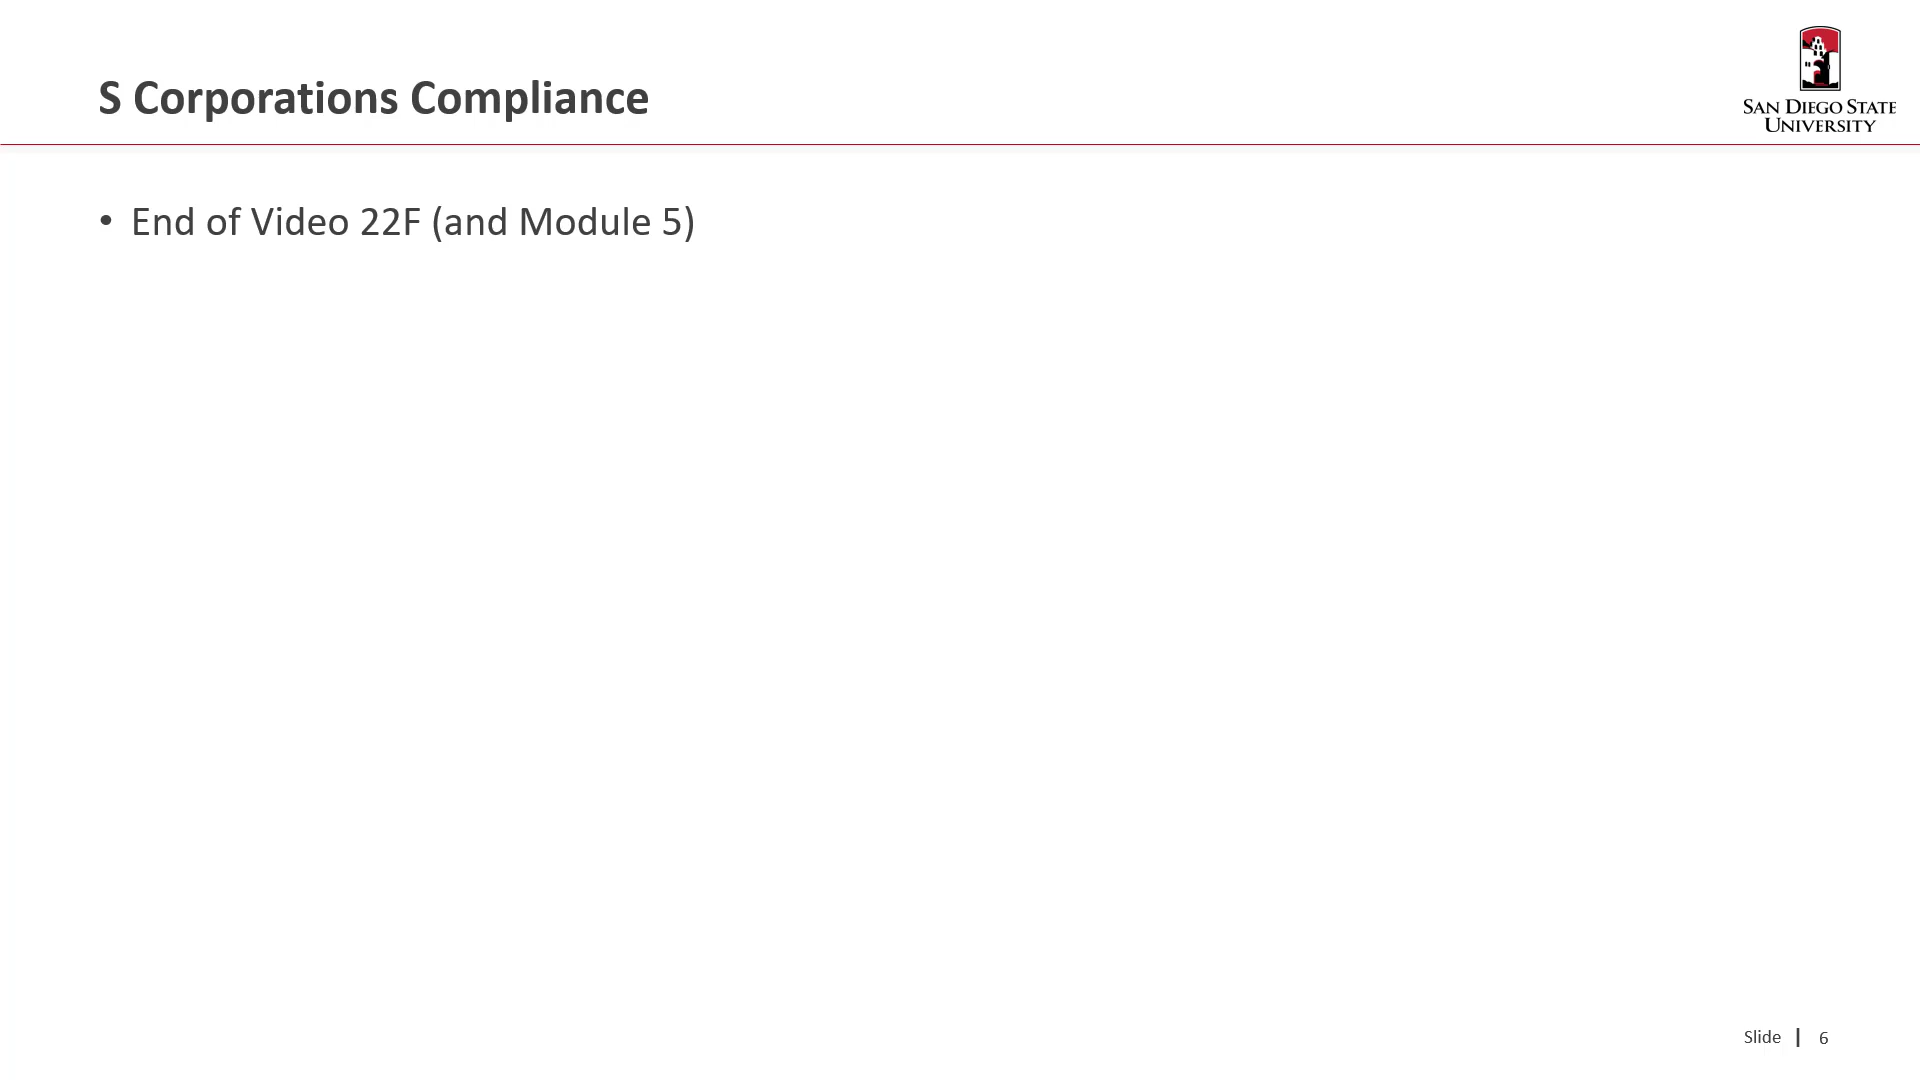 S Corporations Compliance
SAN DIEGO STATE
UNIVERSITY
• End of Video 22F (and Module 5)
Slide | 6